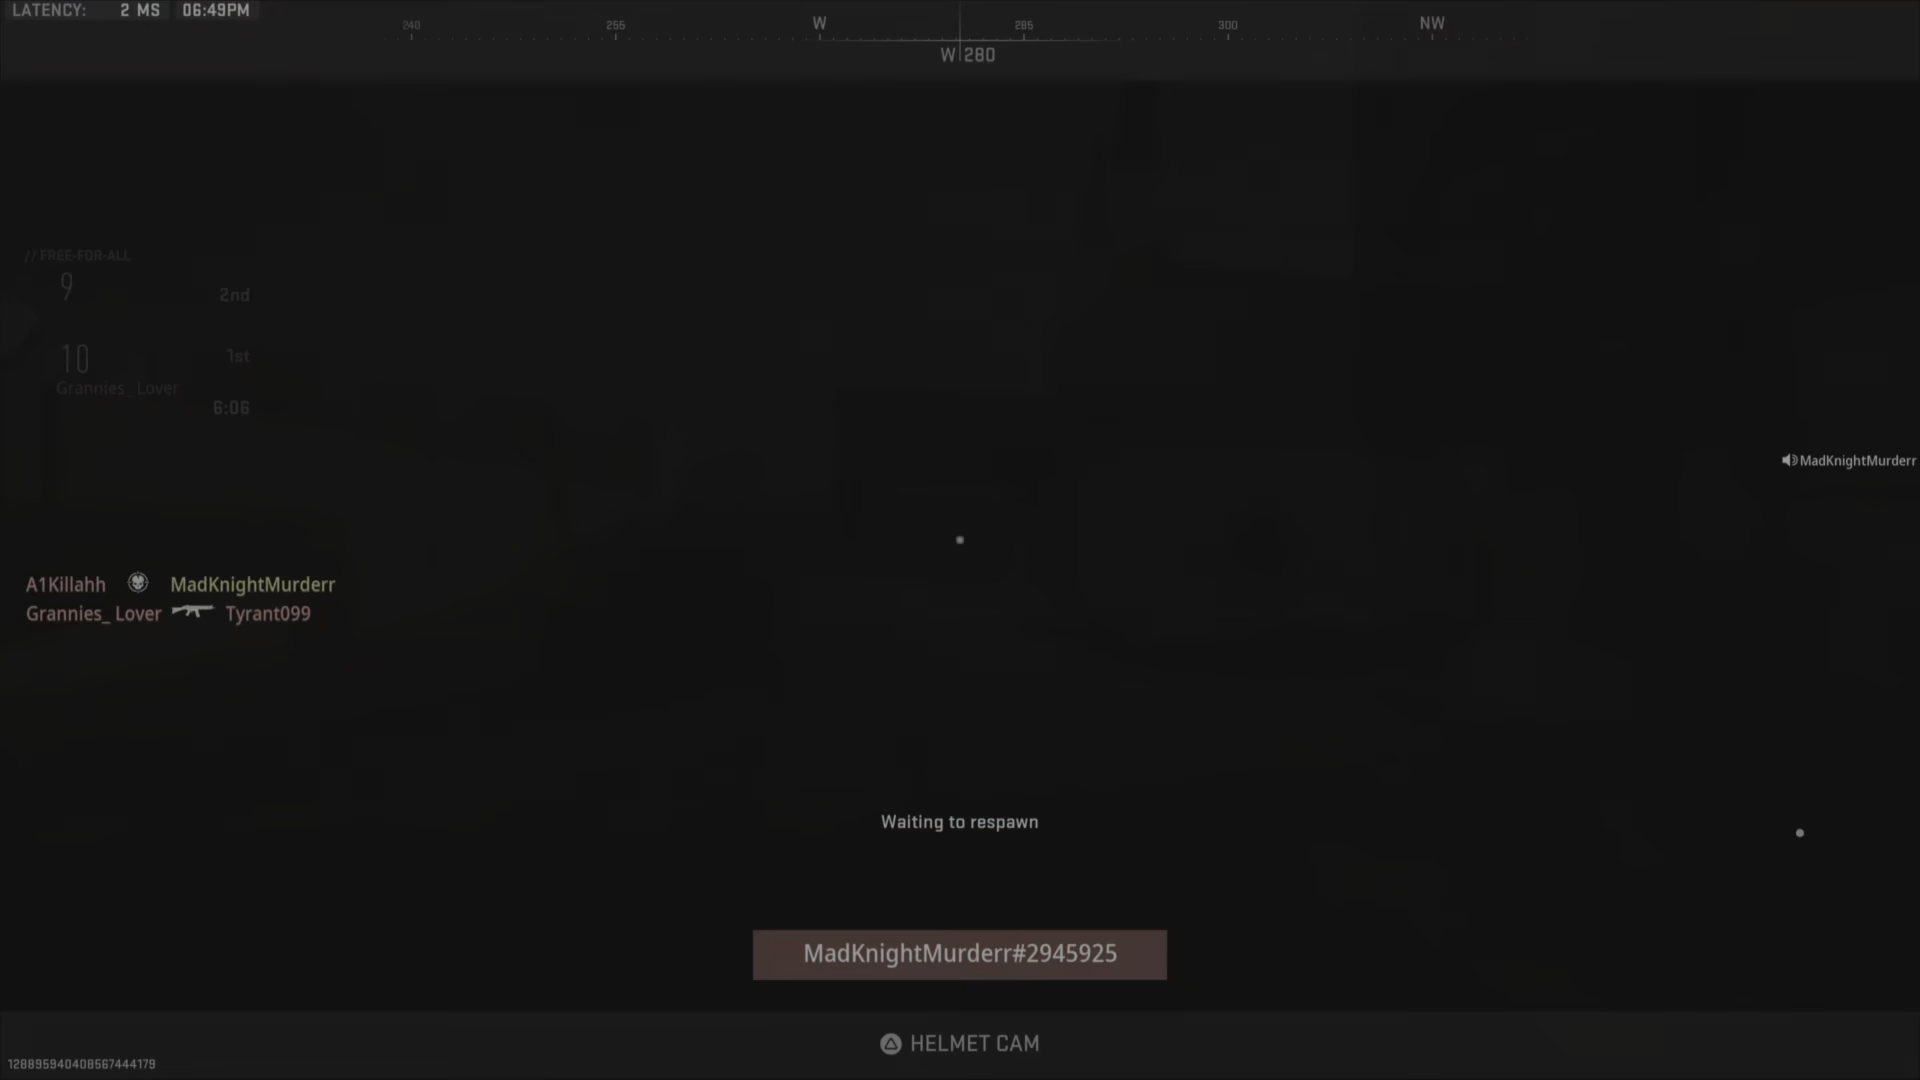 LATENCY: 2 MS 06:49PM
240 255 W 285 300 NW
W 280
// FREE-FOR-ALL
9 2nd
10 1st
Grannies_ Lover
6:06
MadKnightMurderr
A1Killahh MadKnightMurderr
Grannies_ Lover Tyrant099
Waiting to respawn
MadKnightMurderr#2945925
HELMET CAM
128895940408567444179